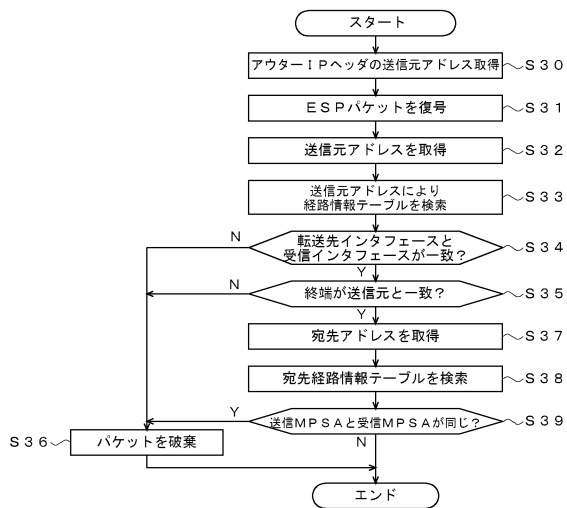 スタート
アウターＩＰヘッダの送信元アドレス取得
Ｓ３０
ＥＳＰパケットを復号
Ｓ３１
送信元アドレスを取得
Ｓ３２
送信元アドレスにより
経路情報テーブルを検索
Ｓ３３
転送先インタフェースと
受信インタフェースが一致？
Ｓ３４
Ｎ
Ｙ
終端が送信元と一致？
Ｓ３５
Ｎ
Ｙ
宛先アドレスを取得
Ｓ３７
宛先経路情報テーブルを検索
Ｓ３８
送信ＭＰＳＡと受信ＭＰＳＡが同じ？
Ｓ３９
Ｙ
Ｎ
Ｓ３６
パケットを破棄
エンド